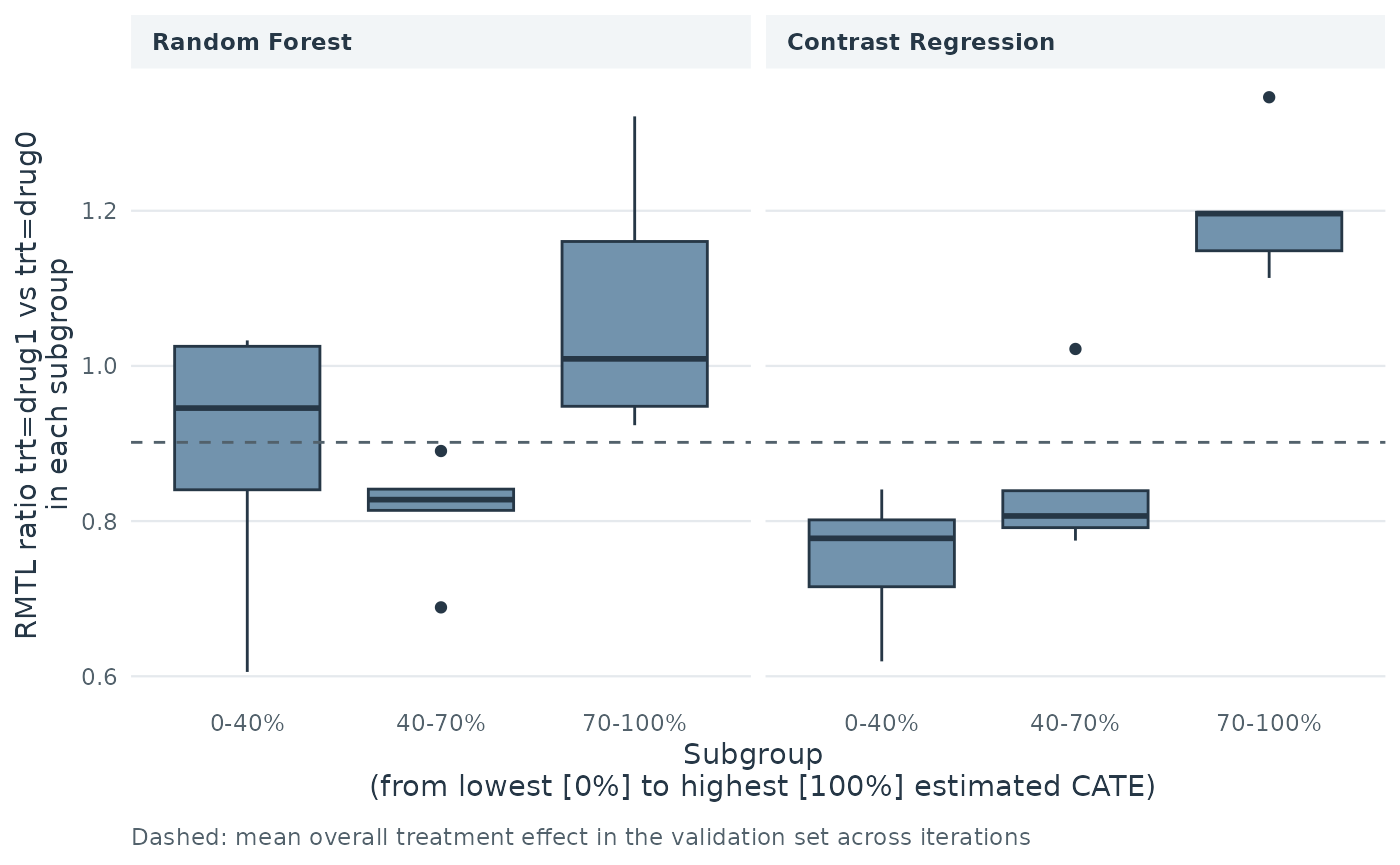 Random Forest
Contrast Regression
RMTL ratio trt=drug1 vs trt=drug0
in each subgroup
1.2
1.0
0.8
0.6
0-40%
40-70%
70-100%
0-40%
40-70%
70-100%
Subgroup
(from lowest [0%] to highest [100%] estimated CATE)
Dashed: mean overall treatment effect in the validation set across iterations